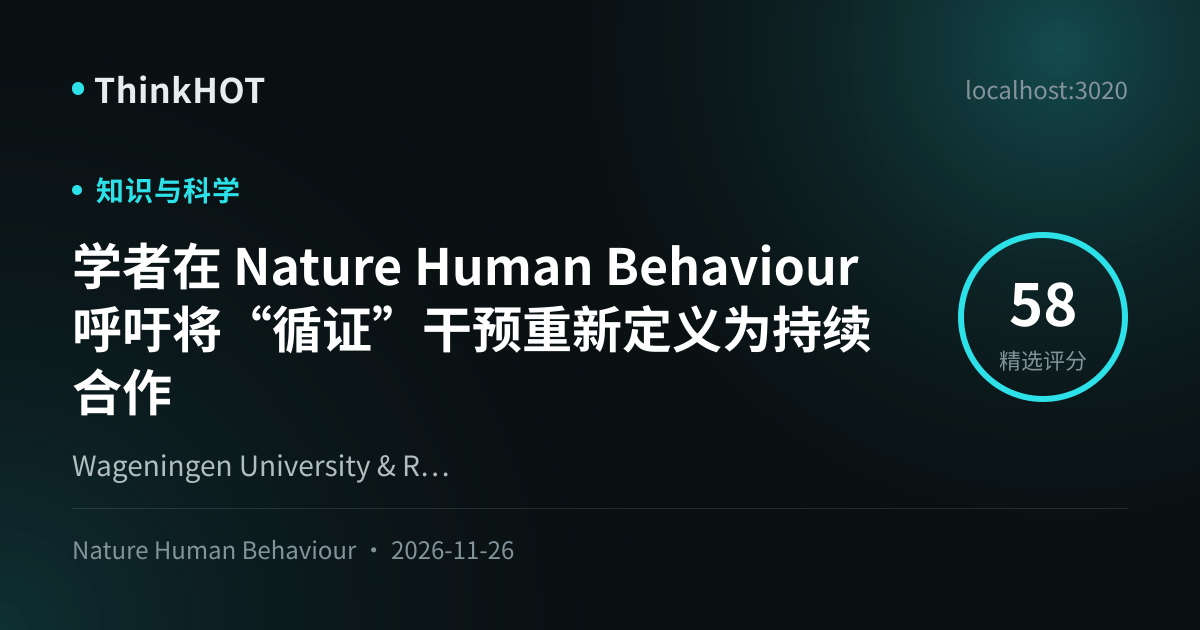 ThinkHOT
localhost:3020
知识与科学
学者在 Nature Human Behaviour
呼吁将“循证”干预重新定义为持续
合作
58
精选评分
Wageningen University & R…
Nature Human Behaviour · 2026-11-26